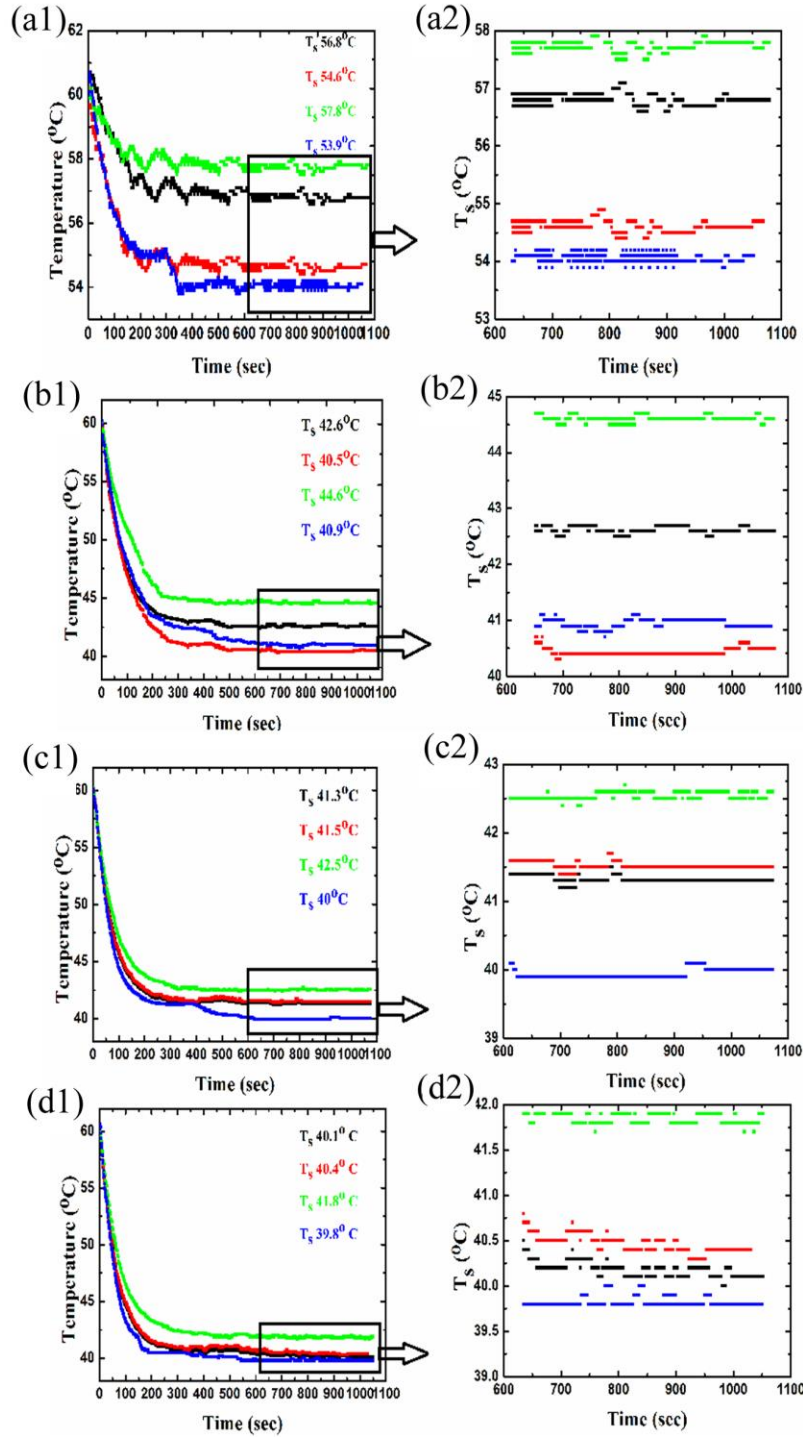 (a1)
62
60
58
57
55
54
Temperature (°C)
Ts 56.8°C
Ts 54.6°C
Ts 57.8°C
Ts 53.9°C
0 100 200 300 400 500 600 700 800 900 1000 1100
Time (sec)
(a2)
58
57
56
55
54
53
Ts (°C)
600 700 800 900 1000 1100
Time (sec)
(b1)
60
55
50
45
40
Temperature (°C)
Ts 42.6°C
Ts 40.5°C
Ts 44.6°C
Ts 40.9°C
0 100 200 300 400 500 600 700 800 900 1000 1100
Time (sec)
(b2)
45
44
43
42
41
40
Ts (°C)
600 700 800 900 1000 1100
Time (sec)
(c1)
60
55
50
45
40
Temperature (°C)
Ts 41.3°C
Ts 41.5°C
Ts 42.5°C
Ts 40°C
0 100 200 300 400 500 600 700 800 900 1000 1100
Time (sec)
(c2)
43
42
41
40
39
Ts (°C)
600 700 800 900 1000 1100
Time (sec)
(d1)
60
55
50
45
40
Temperature (°C)
Ts 40.1° C
Ts 40.4° C
Ts 41.8° C
Ts 39.8° C
0 100 200 300 400 500 600 700 800 900 1000 1100
Time (sec)
(d2)
42.0
41.5
41.0
40.5
40.0
39.5
39.0
Ts (°C)
600 700 800 900 1000 1100
Time (sec)